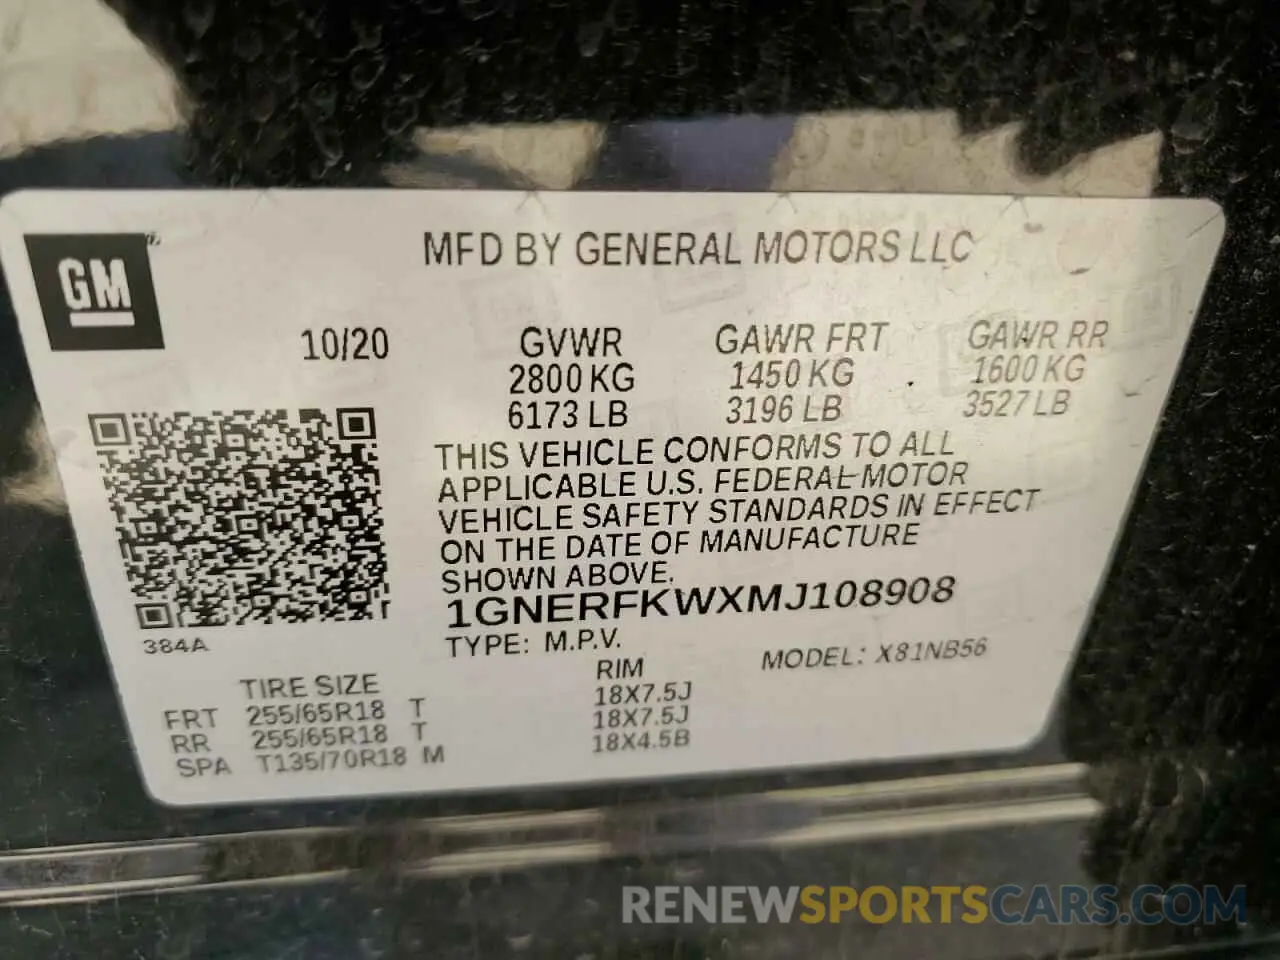 GM
MFD BY GENERAL MOTORS LLC
10/20
GVWR
2800 KG
6173 LB
GAWR FRT
1450 KG
3196 LB
GAWR RR
1600 KG
3527 LB
THIS VEHICLE CONFORMS TO ALL
APPLICABLE U.S. FEDERAL MOTOR
VEHICLE SAFETY STANDARDS IN EFFECT
ON THE DATE OF MANUFACTURE
SHOWN ABOVE.
1GNERFKWXMJ108908
384A
TYPE: M.P.V.
MODEL: X81NB56
TIRE SIZE RIM
FRT 255/65R18 T 18X7.5J
RR 255/65R18 T 18X7.5J
SPA T135/70R18 M 18X4.5B
RENEWSPORTSCARS.COM